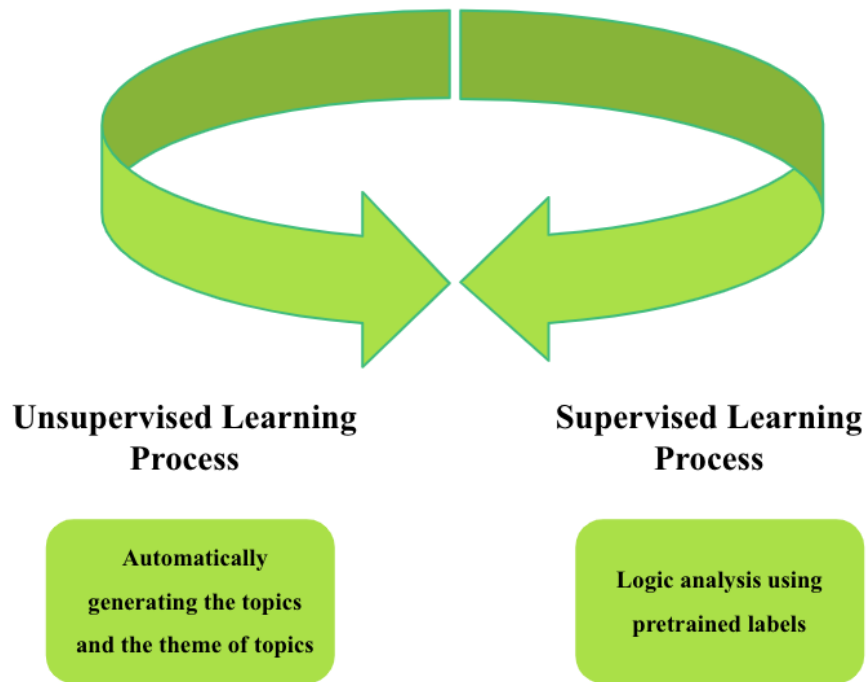 Unsupervised Learning
Process
Supervised Learning
Process
Automatically
generating the topics
and the theme of topics
Logic analysis using
pretrained labels